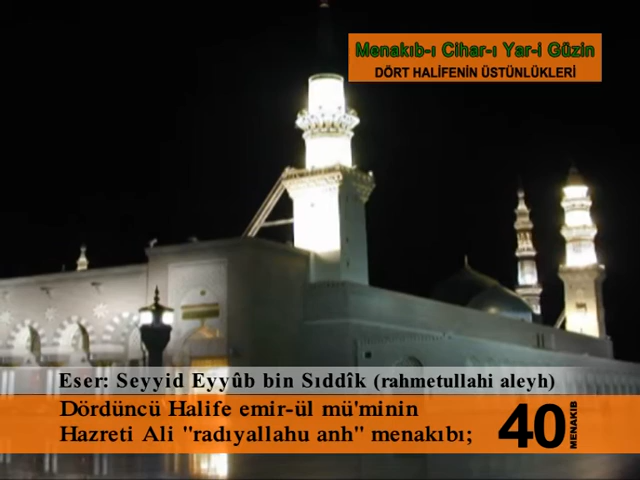 Menakıb-ı Cihar-ı Yar-i Güzin
DÖRT HALİFENİN ÜSTÜNLÜKLERİ
Eser: Seyyid Eyyûb bin Sıddîk (rahmetullahi aleyh)
Dördüncü Halife emir-ül mü'minin
Hazreti Ali "radıyallahu anh" menakıbı;
40
MENAKIB